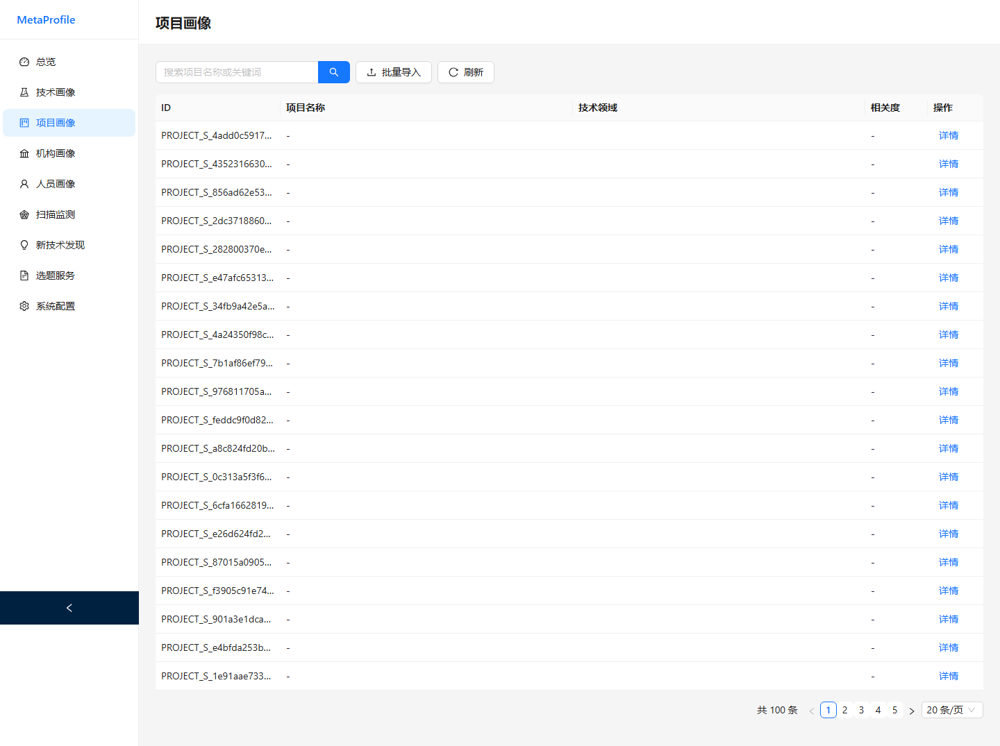 MetaProfile
总览
技术画像
项目画像
机构画像
人员画像
扫描监测
新技术发现
选题服务
系统配置
项目画像
搜索项目名称或关键词 批量导入 刷新
ID 项目名称 技术领域 相关度 操作
PROJECT_S_4add0c5917... - - 详情
PROJECT_S_4352316630... - - 详情
PROJECT_S_856ad62e53... - - 详情
PROJECT_S_2dc3718860... - - 详情
PROJECT_S_282800370e... - - 详情
PROJECT_S_e47afc65313... - - 详情
PROJECT_S_34fb9a42e5a... - - 详情
PROJECT_S_4a24350f98c... - - 详情
PROJECT_S_7b1af86ef79... - - 详情
PROJECT_S_976811705a... - - 详情
PROJECT_S_feddc9f0d82... - - 详情
PROJECT_S_a8c824fd20b... - - 详情
PROJECT_S_0c313a5f3f6... - - 详情
PROJECT_S_6cfa1662819... - - 详情
PROJECT_S_e26d624fd2... - - 详情
PROJECT_S_87015a0905... - - 详情
PROJECT_S_f3905c91e74... - - 详情
PROJECT_S_901a3e1dca... - - 详情
PROJECT_S_e4bfda253b... - - 详情
PROJECT_S_1e91aae733... - - 详情
共 100 条 1 2 3 4 5 20 条/页